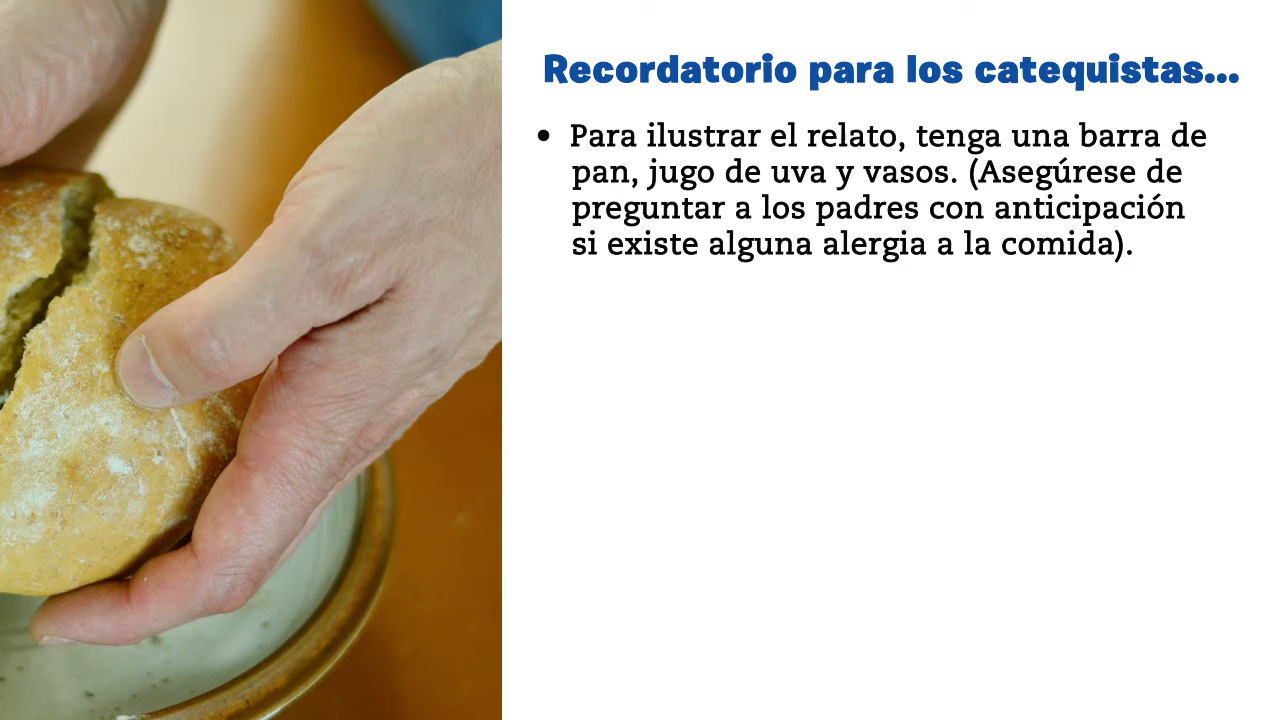 Recordatorio para los catequistas...
• Para ilustrar el relato, tenga una barra de
pan, jugo de uva y vasos. (Asegúrese de
preguntar a los padres con anticipación
si existe alguna alergia a la comida).